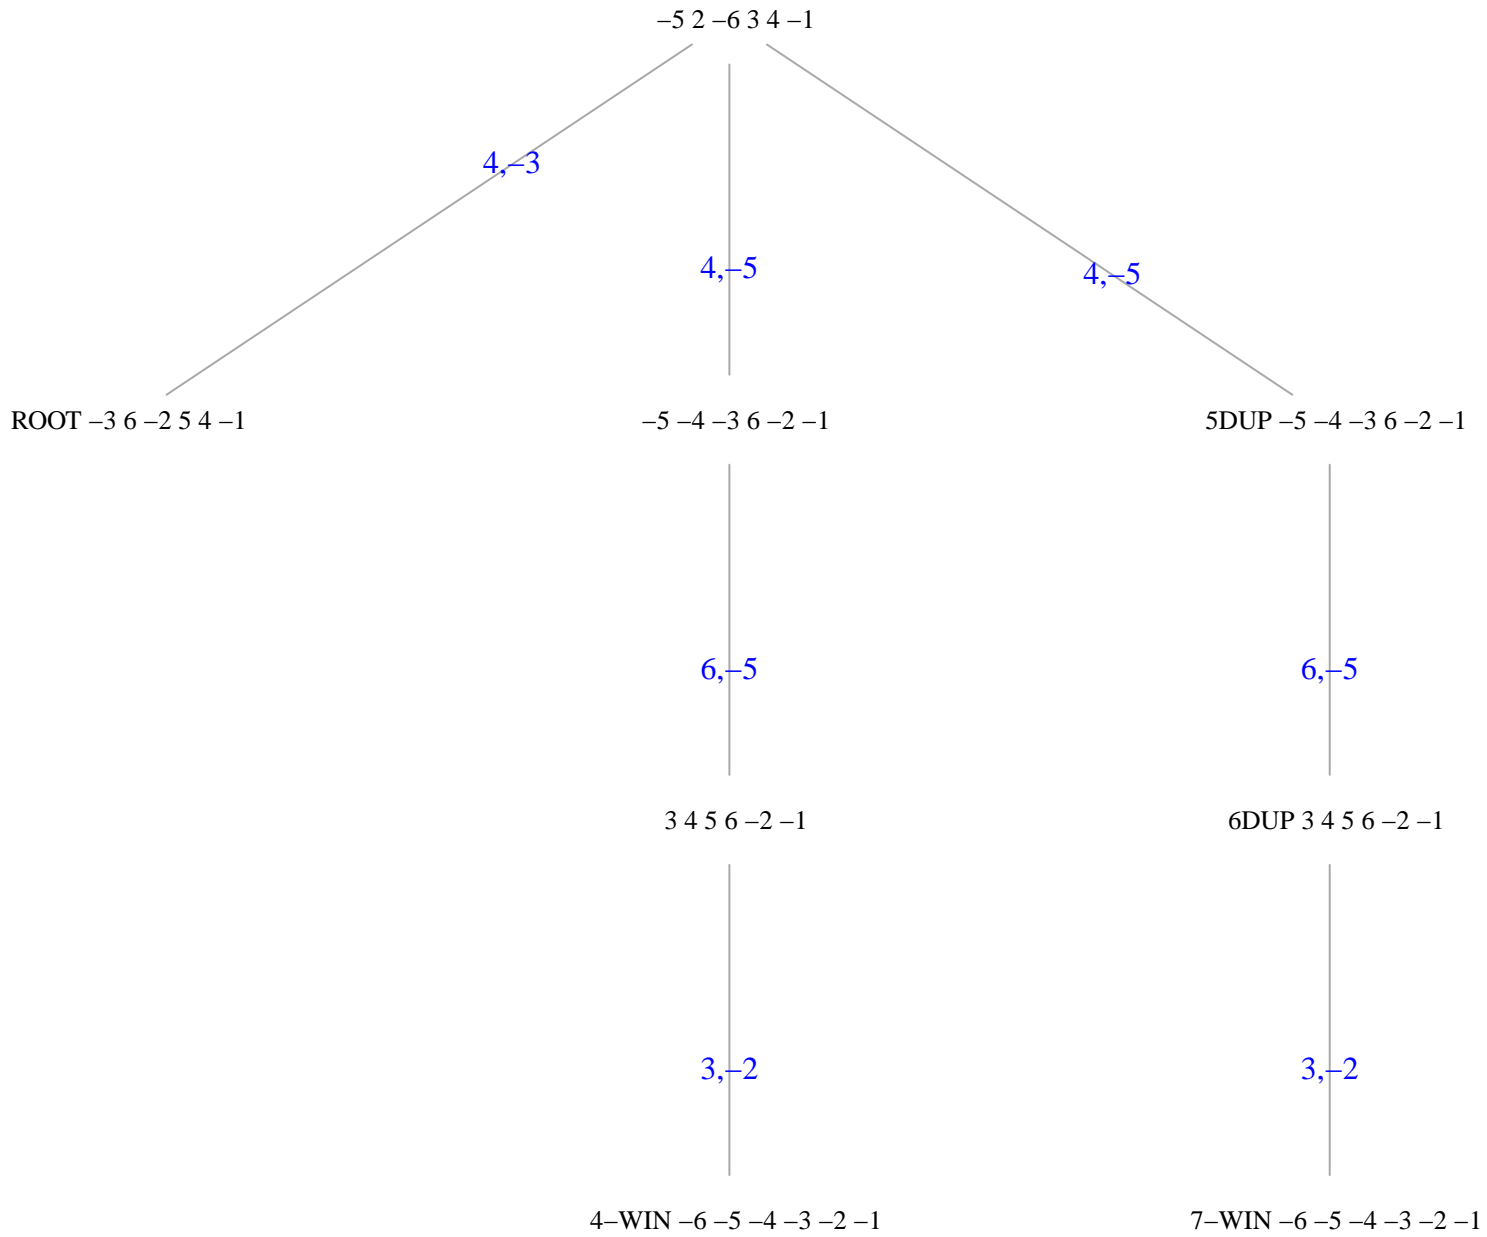 –5 2 –6 3 4 –1
4,–3
4,–5
4,–5
ROOT –3 6 –2 5 4 –1
–5 –4 –3 6 –2 –1
5DUP –5 –4 –3 6 –2 –1
6,–5
6,–5
3 4 5 6 –2 –1
6DUP 3 4 5 6 –2 –1
3,–2
3,–2
4–WIN –6 –5 –4 –3 –2 –1
7–WIN –6 –5 –4 –3 –2 –1